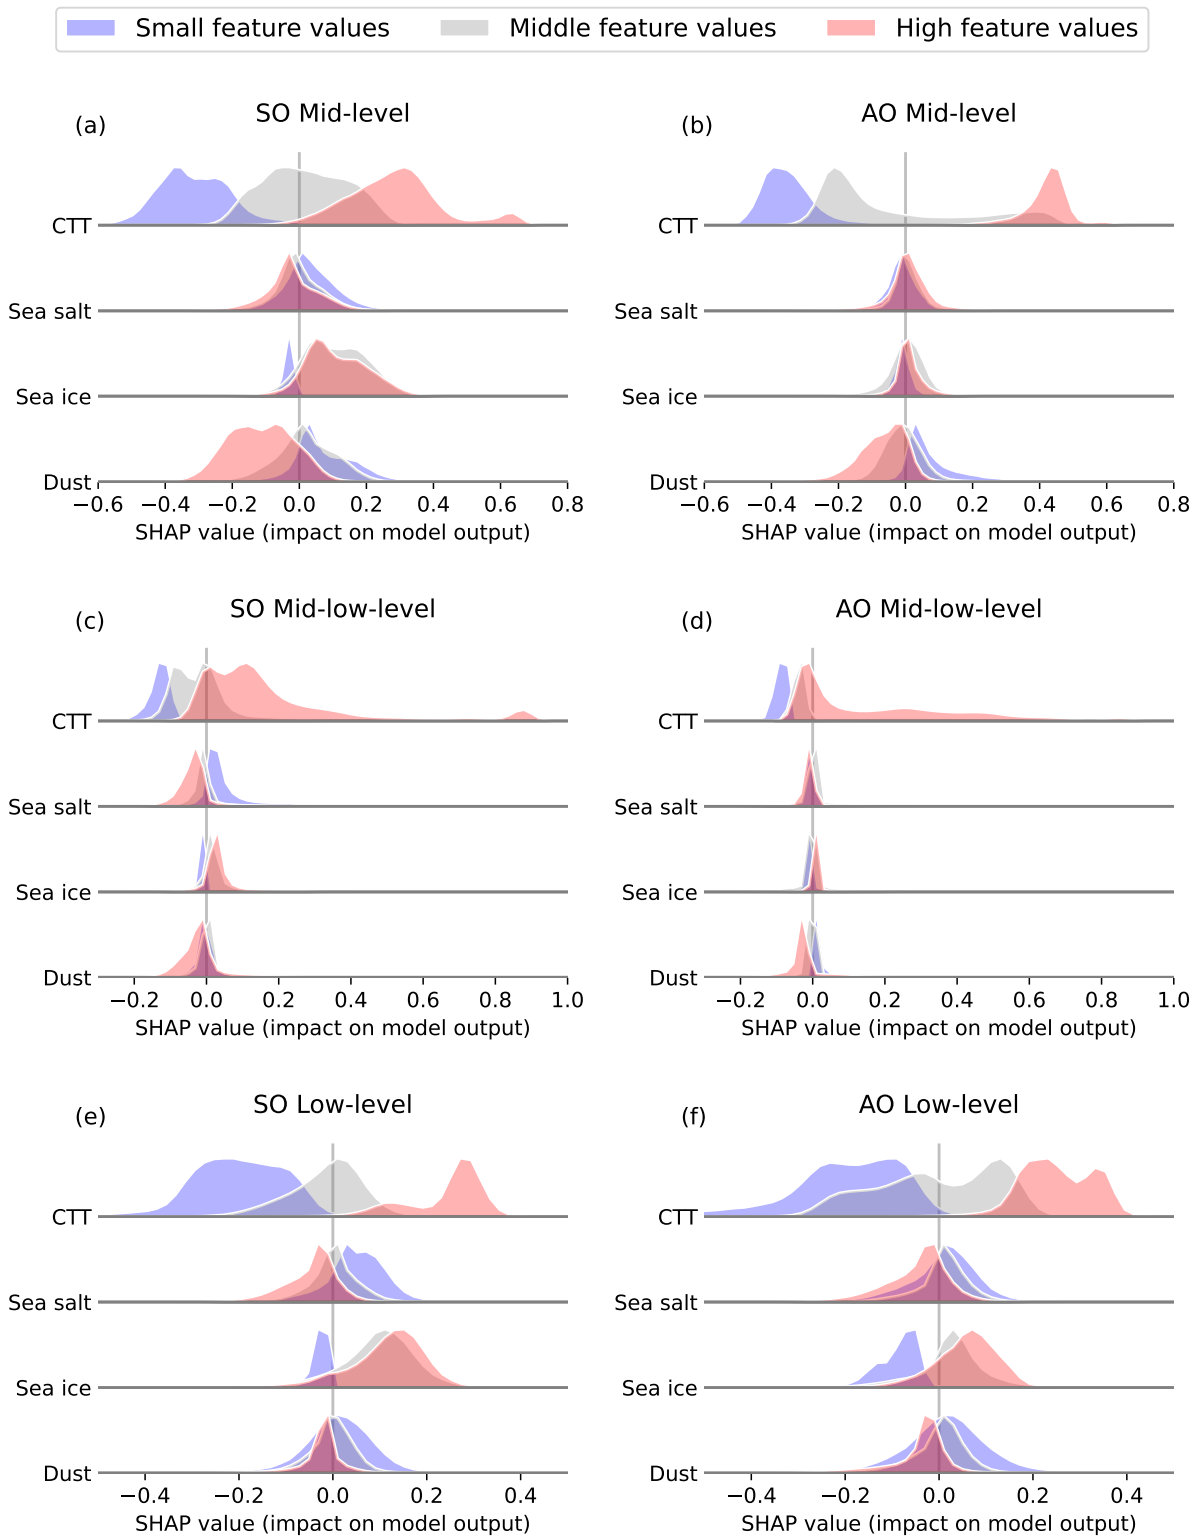 Small feature values Middle feature values High feature values
(a) SO Mid-level
CTT
Sea salt
Sea ice
Dust
−0.6 −0.4 −0.2 0.0 0.2 0.4 0.6 0.8
SHAP value (impact on model output)
(b) AO Mid-level
CTT
Sea salt
Sea ice
Dust
−0.6 −0.4 −0.2 0.0 0.2 0.4 0.6 0.8
SHAP value (impact on model output)
(c) SO Mid-low-level
CTT
Sea salt
Sea ice
Dust
−0.2 0.0 0.2 0.4 0.6 0.8 1.0
SHAP value (impact on model output)
(d) AO Mid-low-level
CTT
Sea salt
Sea ice
Dust
−0.2 0.0 0.2 0.4 0.6 0.8 1.0
SHAP value (impact on model output)
(e) SO Low-level
CTT
Sea salt
Sea ice
Dust
−0.4 −0.2 0.0 0.2 0.4
SHAP value (impact on model output)
(f) AO Low-level
CTT
Sea salt
Sea ice
Dust
−0.4 −0.2 0.0 0.2 0.4
SHAP value (impact on model output)